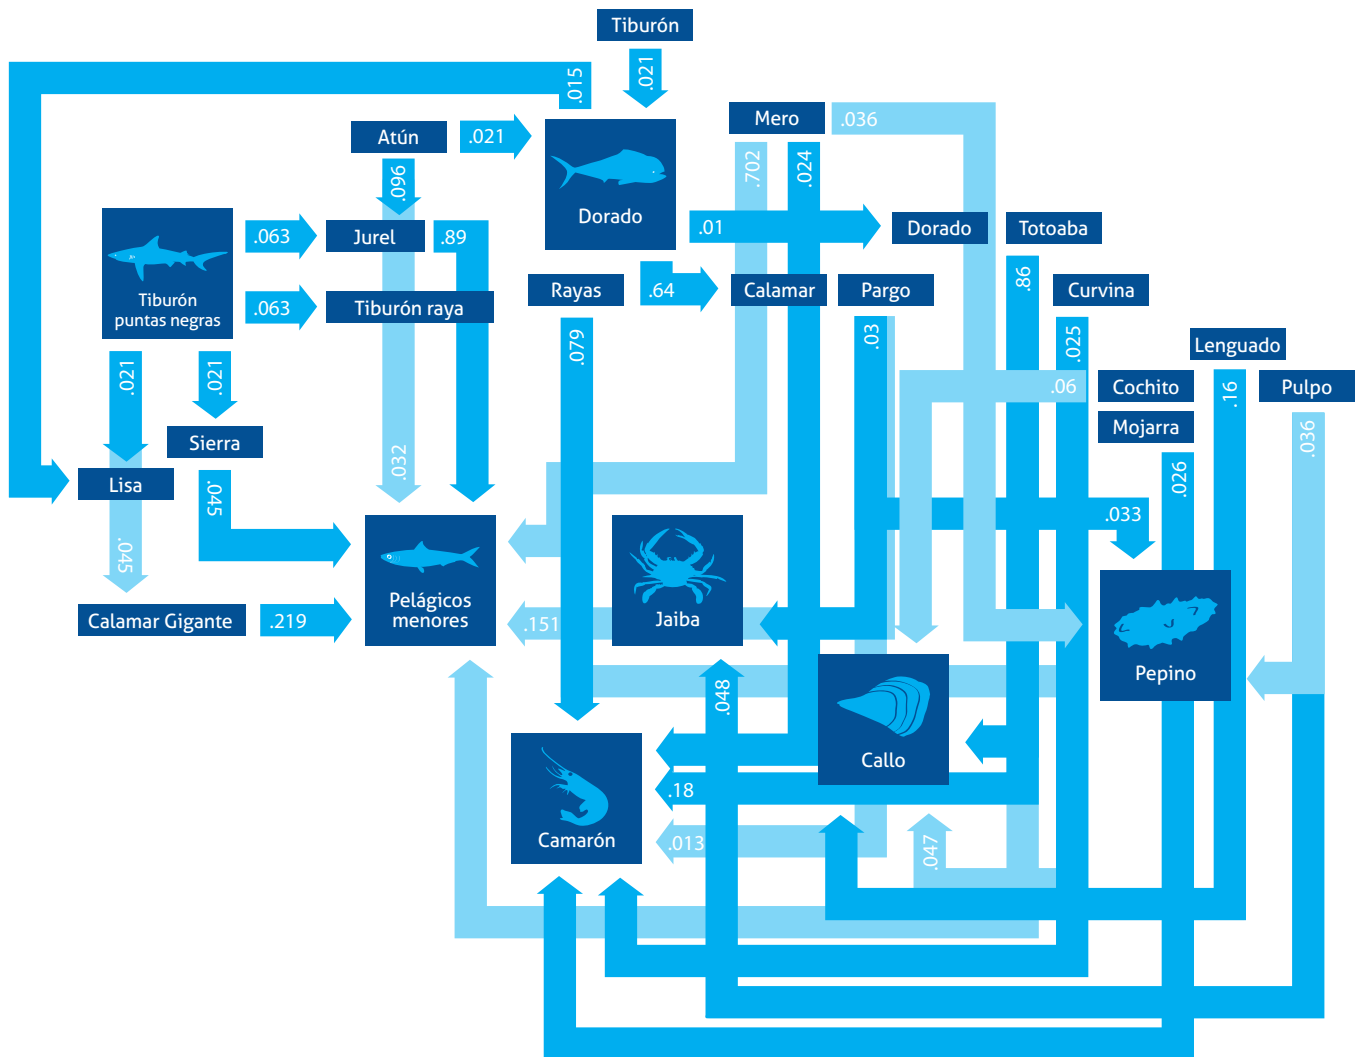 Tiburón
.015
.021
Mero
.036
Atún
.021
.702
.024
.096
Dorado
.063
Jurel
.89
.01
Dorado
Totoaba
.86
Tiburón
puntas negras
.063
Tiburón raya
Rayas
.64
Calamar
Pargo
Curvina
.079
.03
.025
Lenguado
.021
.021
.06
Cochito
.16
Pulpo
Mojarra
.036
Sierra
.032
Lisa
.045
.026
.033
.045
Pelágicos
menores
Jaiba
Calamar Gigante
.219
.151
Pepino
.048
Callo
.18
Camarón
.013
.047